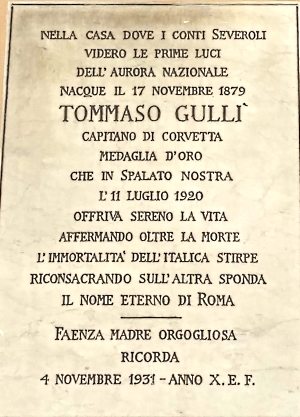 NELLA CASA DOVE I CONTI SEVEROLI
VIDERO LE PRIME LUCI
DELL'AURORA NAZIONALE
NACQUE IL 17 NOVEMBRE 1879
TOMMASO GULLÌ
CAPITANO DI CORVETTA
MEDAGLIA D'ORO
CHE IN SPALATO NOSTRA
L'11 LUGLIO 1920
OFFRIVA SERENO LA VITA
AFFERMANDO OLTRE LA MORTE
L'IMMORTALITA' DELL'ITALICA STIRPE
RICONSACRANDO SULL'ALTRA SPONDA
IL NOME ETERNO DI ROMA
FAENZA MADRE ORGOGLIOSA
RICORDA
4 NOVEMBRE 1931 - ANNO X. E. F.